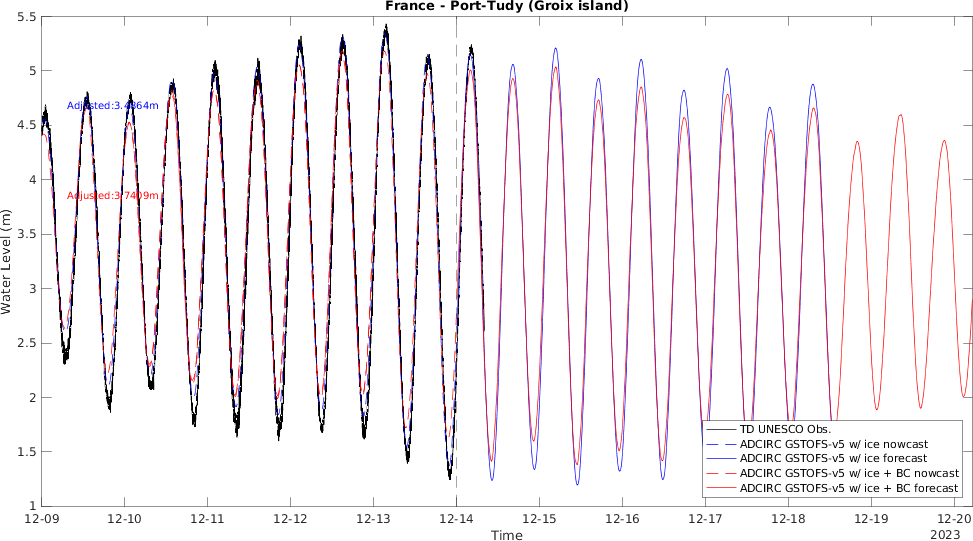 France - Port-Tudy (Groix island)
5.5
5
4.5
4
3.5
3
2.5
2
1.5
1
Water Level (m)
Adjusted:3.4864m
Adjusted:3.7409m
TD UNESCO Obs.
ADCIRC GSTOFS-v5 w/ ice nowcast
ADCIRC GSTOFS-v5 w/ ice forecast
ADCIRC GSTOFS-v5 w/ ice + BC nowcast
ADCIRC GSTOFS-v5 w/ ice + BC forecast
12-09 12-10 12-11 12-12 12-13 12-14 12-15 12-16 12-17 12-18 12-19 12-20
Time
2023